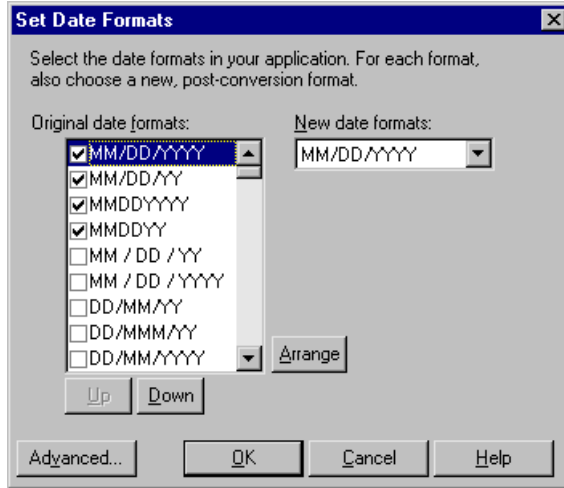 Set Date Formats
Select the date formats in your application. For each format,
also choose a new, post-conversion format.
Original date formats:
New date formats:
MM/DD/YYYY
MM/DD/YYYY
MM/DD/YY
MMDDYYYY
MMDDYY
MM / DD / YY
MM / DD / YYYY
DD/MM/YY
DD/MMM/YY
DD/MM/YYYY
Arrange
Up
Down
Advanced...
OK
Cancel
Help